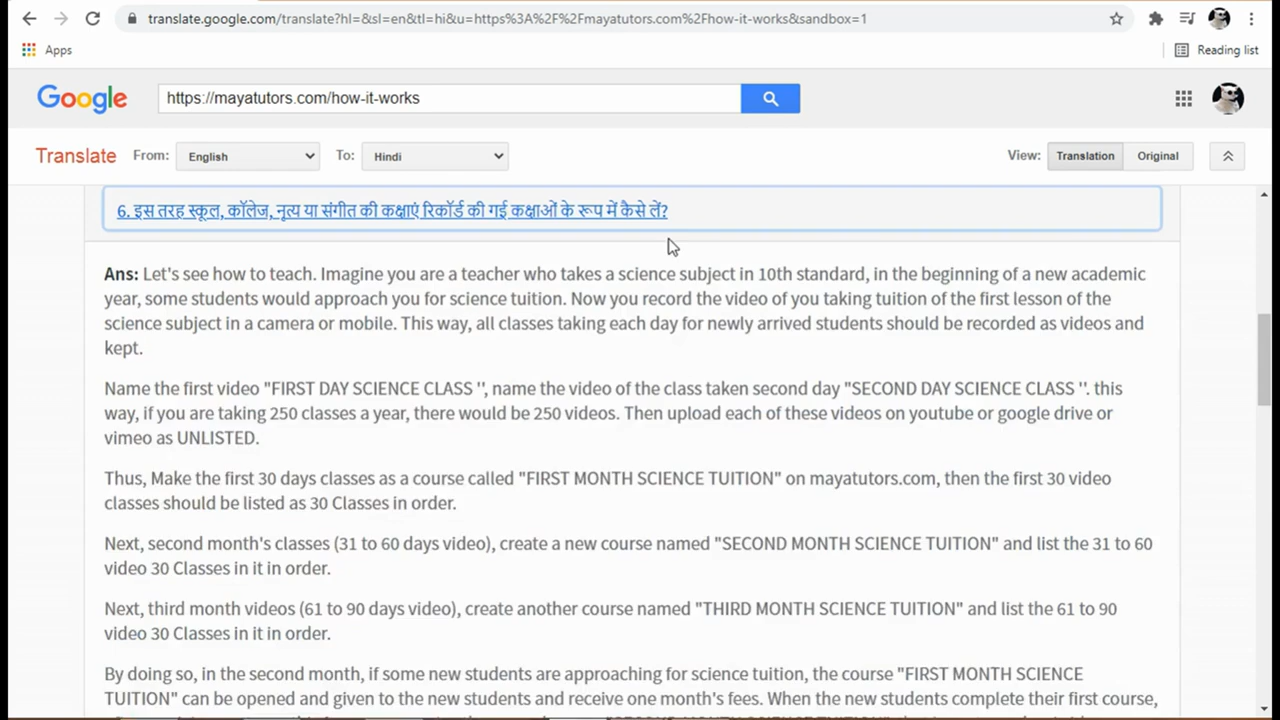 translate.google.com/translate?hl=&sl=en&tl=hi&u=https%3A%2F%2Fmayatutors.com%2Fhow-it-works&sandbox=1
Apps
Reading list
Google
https://mayatutors.com/how-it-works
Translate From: English To: Hindi View: Translation Original
6. इस तरह स्कूल, कॉलेज, नृत्य या संगीत की कक्षाएं रिकॉर्ड की गई कक्षाओं के रूप में कैसे लें?
Ans: Let's see how to teach. Imagine you are a teacher who takes a science subject in 10th standard, in the beginning of a new academic
year, some students would approach you for science tuition. Now you record the video of you taking tuition of the first lesson of the
science subject in a camera or mobile. This way, all classes taking each day for newly arrived students should be recorded as videos and
kept.
Name the first video "FIRST DAY SCIENCE CLASS '', name the video of the class taken second day "SECOND DAY SCIENCE CLASS ''. this
way, if you are taking 250 classes a year, there would be 250 videos. Then upload each of these videos on youtube or google drive or
vimeo as UNLISTED.
Thus, Make the first 30 days classes as a course called "FIRST MONTH SCIENCE TUITION" on mayatutors.com, then the first 30 video
classes should be listed as 30 Classes in order.
Next, second month's classes (31 to 60 days video), create a new course named "SECOND MONTH SCIENCE TUITION" and list the 31 to 60
video 30 Classes in it in order.
Next, third month videos (61 to 90 days video), create another course named "THIRD MONTH SCIENCE TUITION" and list the 61 to 90
video 30 Classes in it in order.
By doing so, in the second month, if some new students are approaching for science tuition, the course "FIRST MONTH SCIENCE
TUITION" can be opened and given to the new students and receive one month's fees. When the new students complete their first course,